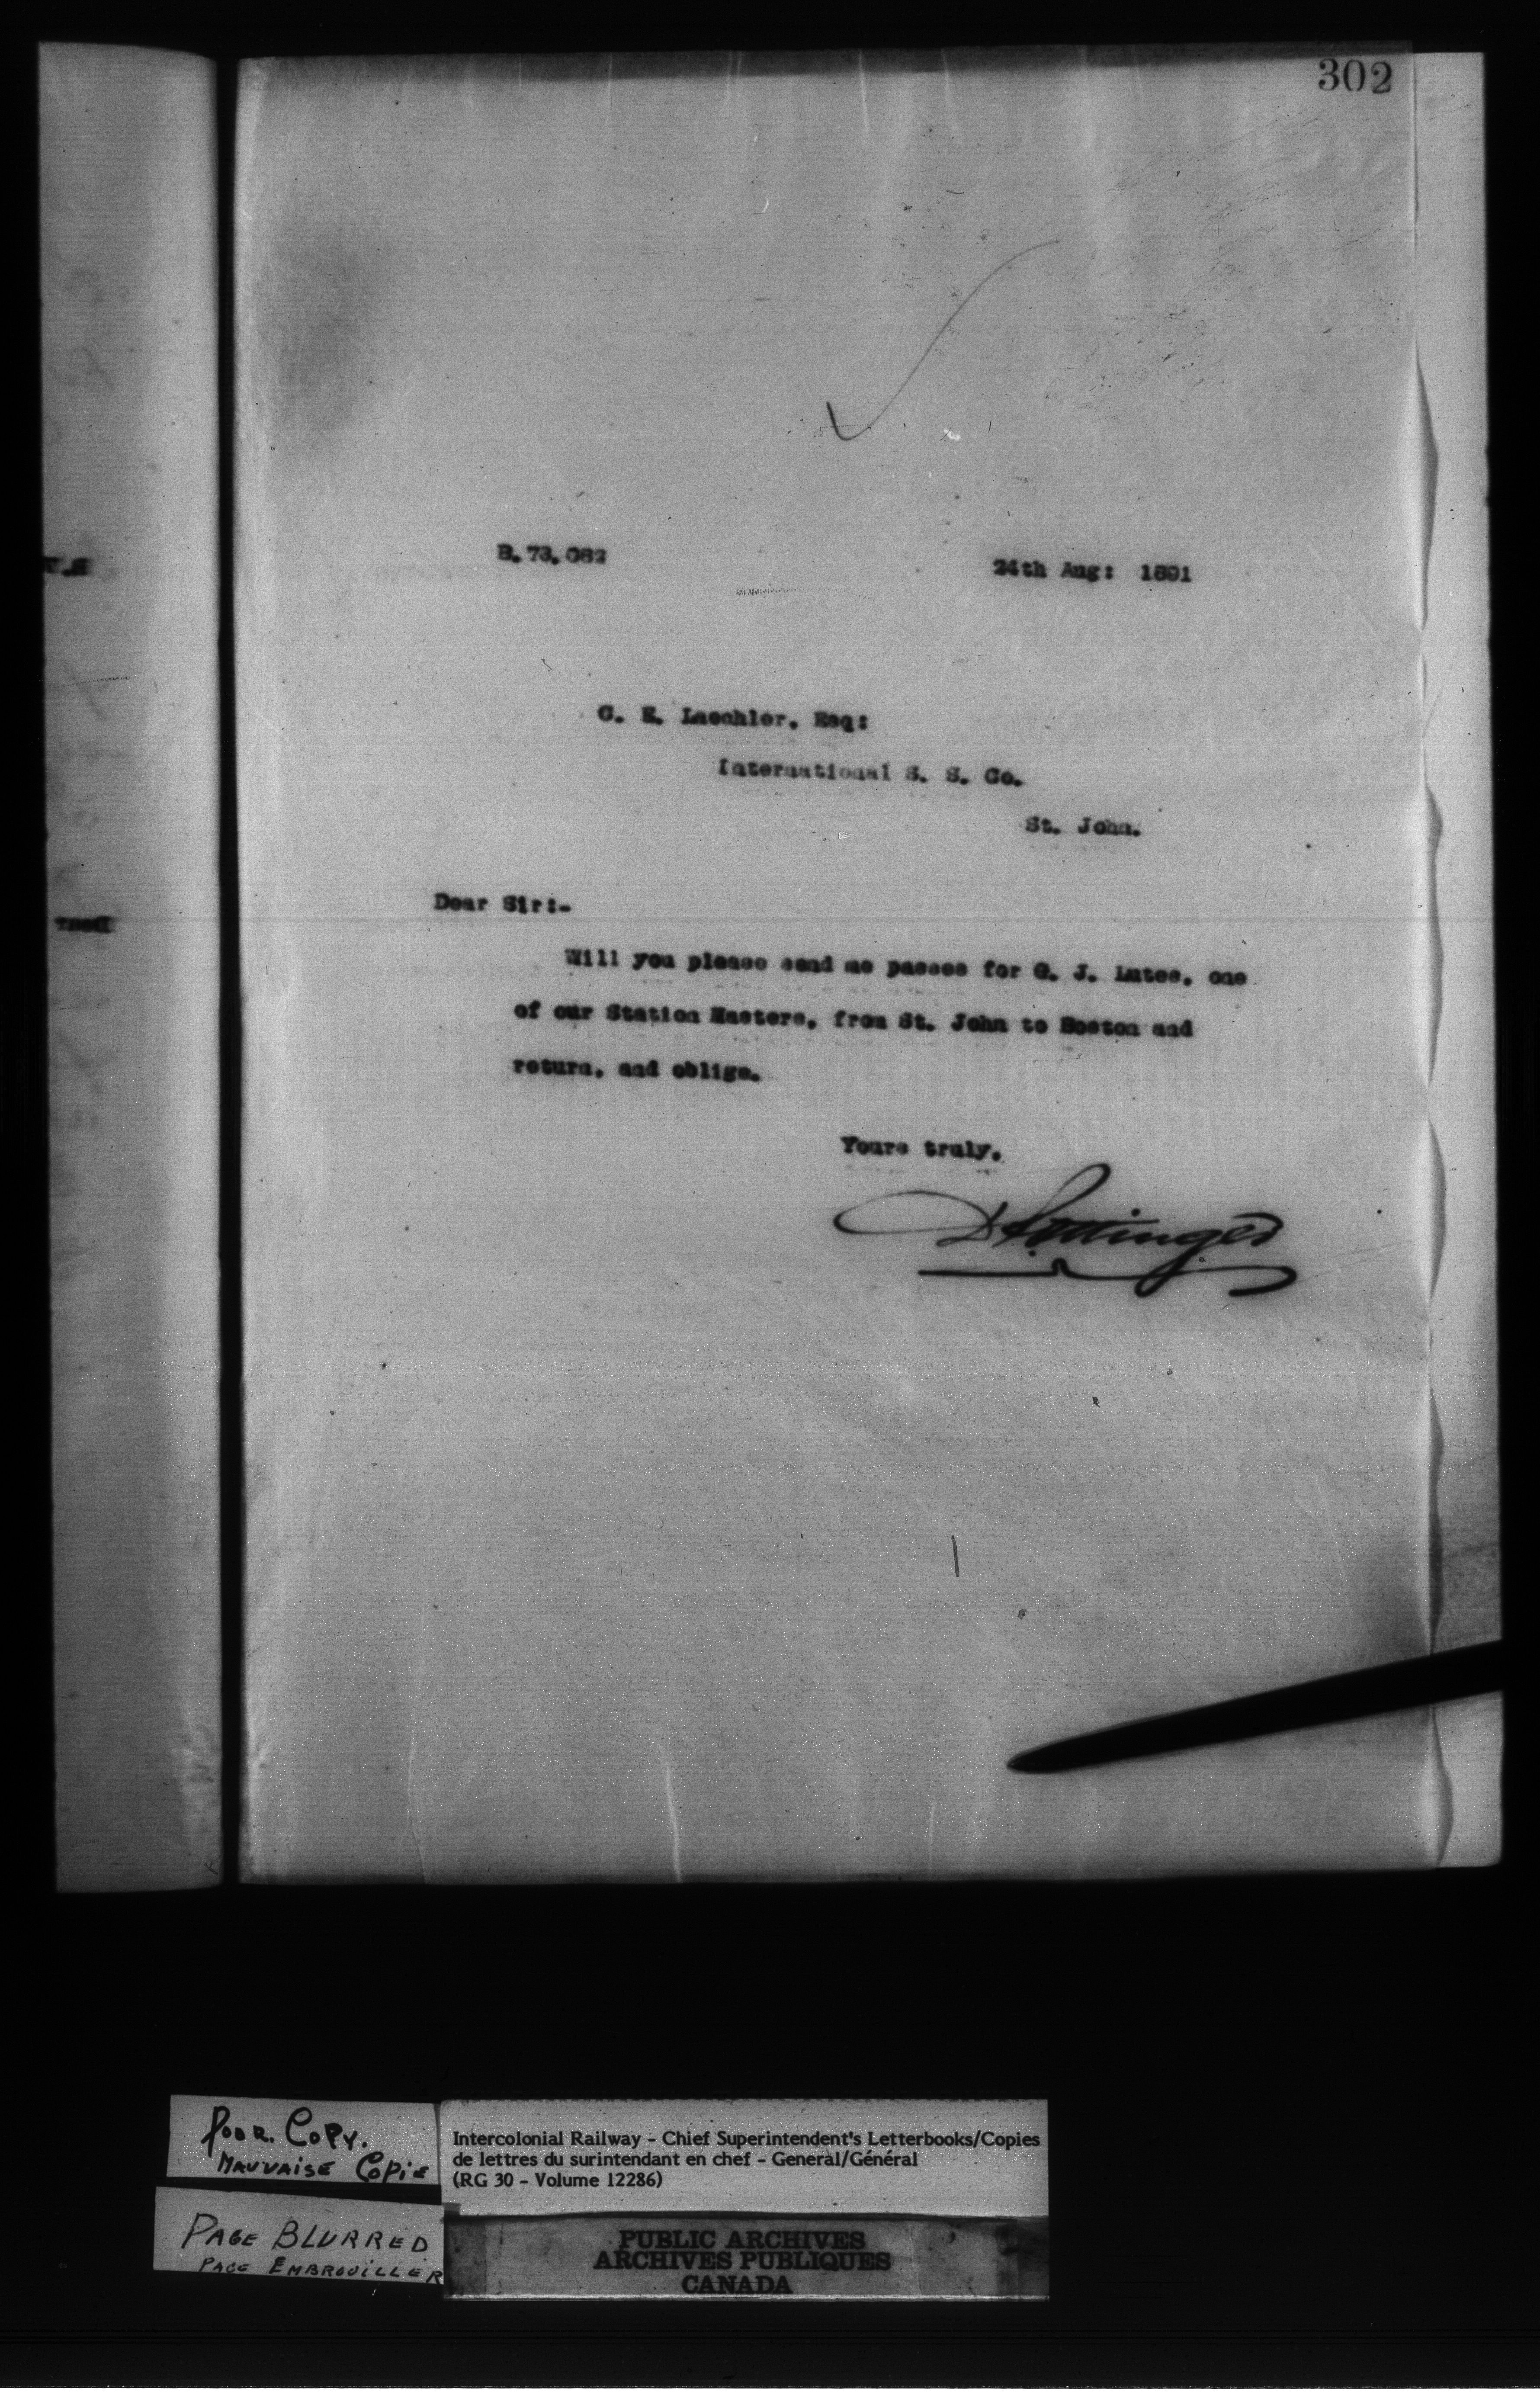 302
B. 73.082
24th Aug: 1891
C. E. Laechler, Esq:
International S. S. Co.
St. John.
Dear Sir:-
Will you please send me passes for G. J. Lutes, one
of our Station Masters, from St. John to Boston and
return, and oblige.
Yours truly,
D Pottinger
Poor Copy.
Mauvaise Copie
Page Blurred
Page Embrouiller
Intercolonial Railway - Chief Superintendent's Letterbooks/Copies
de lettres du surintendant en chef - General/Général
(RG 30 - Volume 12286)
PUBLIC ARCHIVES
ARCHIVES PUBLIQUES
CANADA